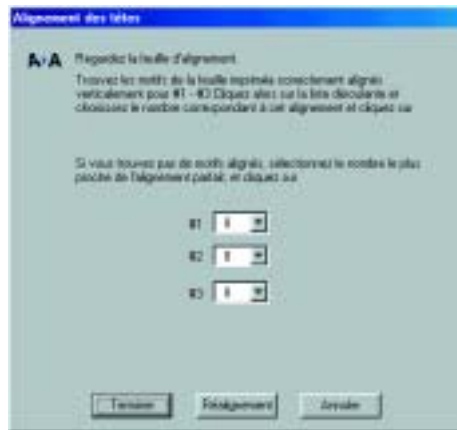 Alignement des têtes
A A Regardez la feuille d'alignement.
Trouvez les motifs de la feuille imprimée correctement alignés
verticalement pour #1 - #3 Cliquez alors sur la liste déroulante et
choisissez le nombre correspondant à cet alignement et cliquez sur
Si vous trouvez pas de motifs alignés, sélectionnez le nombre le plus
proche de l'alignement parfait, et cliquez sur
#1
#2
#3
Terminer Réalignement Annuler